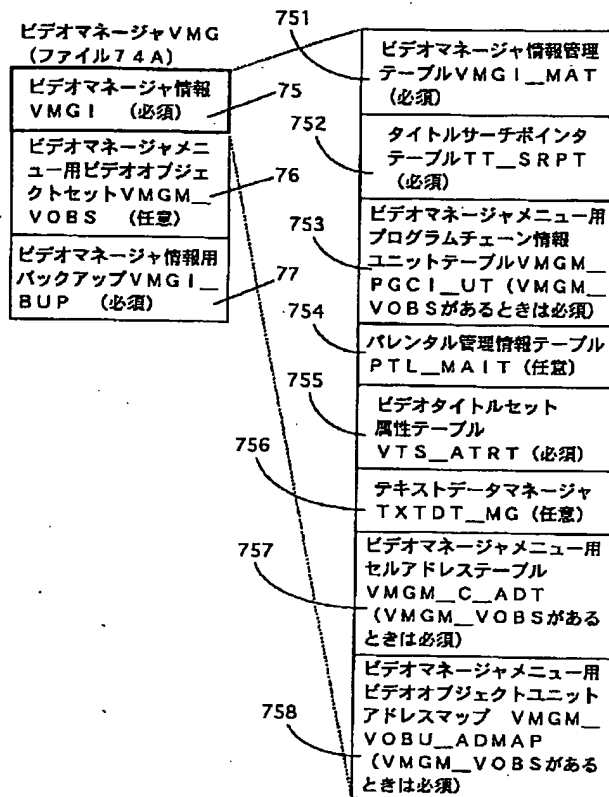 ビデオマネージャVMG
(ファイル74A)
ビデオマネージャ情報
VMGI (必須)
75
ビデオマネージャメニ
ュー用ビデオオブジェ
クトセットVMGM__
VOBS (任意)
76
ビデオマネージャ情報用
バックアップVMGI__
BUP (必須)
77
751
ビデオマネージャ情報管理
テーブルVMGI__MAT
(必須)
752
タイトルサーチポインタ
テーブルTT__SRPT
(必須)
753
ビデオマネージャメニュー用
プログラムチェーン情報
ユニットテーブルVMGM__
PGCI__UT (VMGM__
VOBSがあるときは必須)
754
パレンタル管理情報テーブル
PTL__MAIT (任意)
755
ビデオタイトルセット
属性テーブル
VTS__ATRT (必須)
756
テキストデータマネージャ
TXTDT__MG (任意)
757
ビデオマネージャメニュー用
セルアドレステーブル
VMGM__C__ADT
(VMGM__VOBSがある
ときは必須)
758
ビデオマネージャメニュー用
ビデオオブジェクトユニット
アドレスマップ VMGM__
VOBU__ADMAP
(VMGM__VOBSがある
ときは必須)